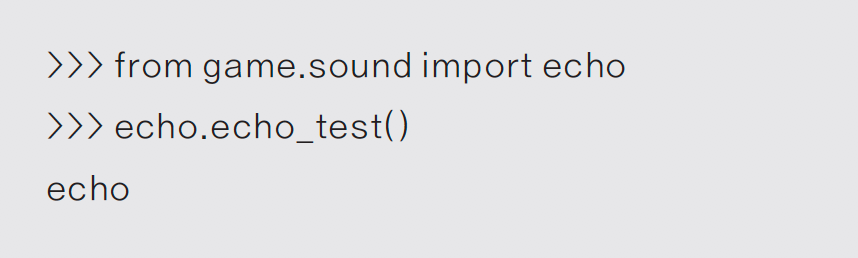 >>> from game.sound import echo
>>> echo.echo_test()
echo